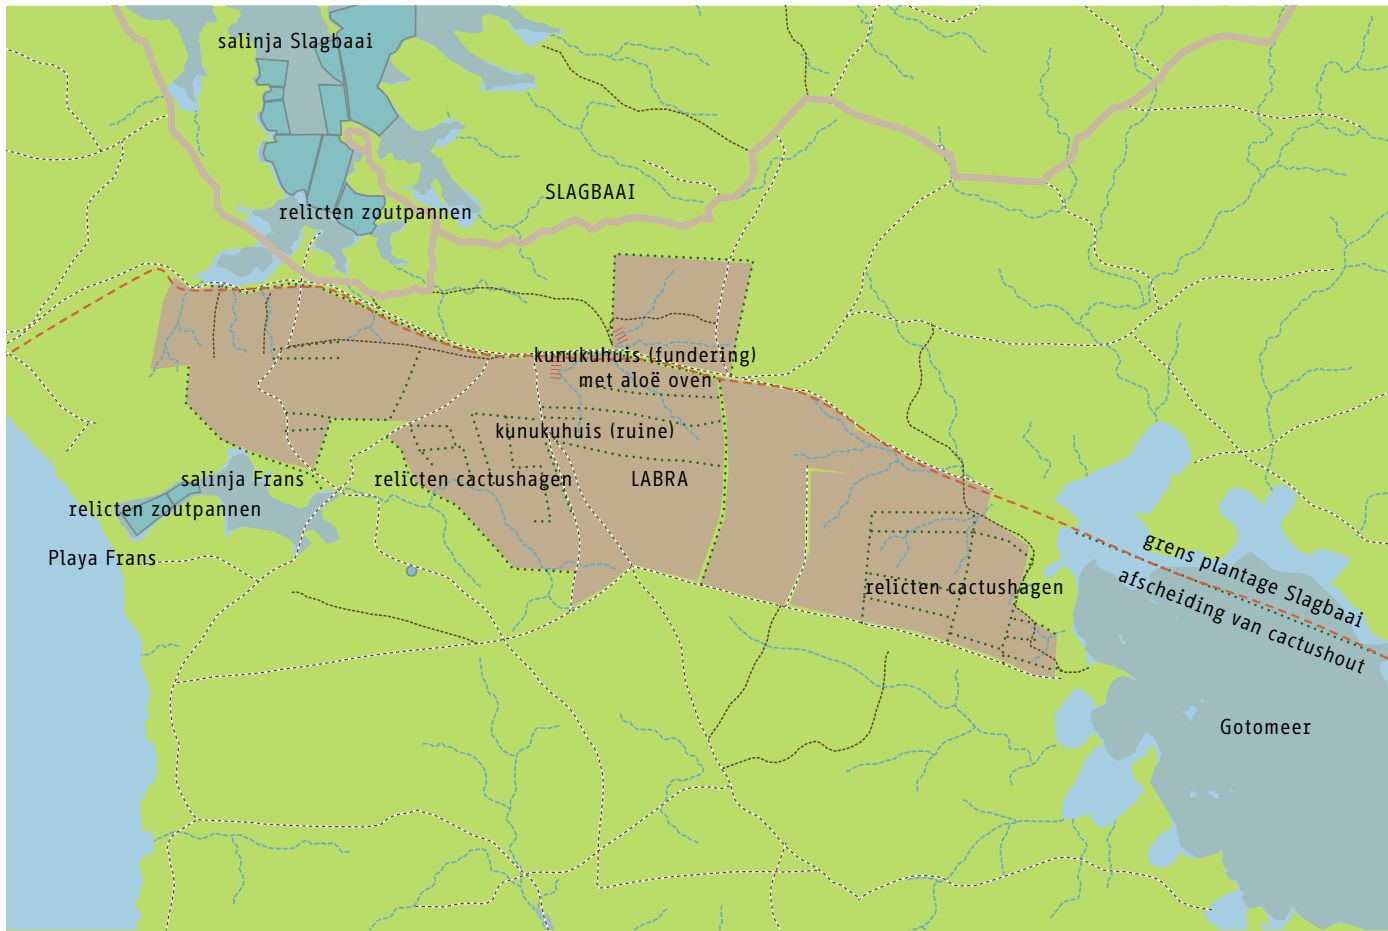 salinja Slagbaai
SLAGBAAI
relicten zoutpannen
kunukuhuis (fundering)
met aloë oven
kunukuhuis (ruine)
salinja Frans
relicten cactushagen
LABRA
relicten zoutpannen
Playa Frans
grens plantage Slagbaai
afscheiding van cactushout
relicten cactushagen
Gotomeer